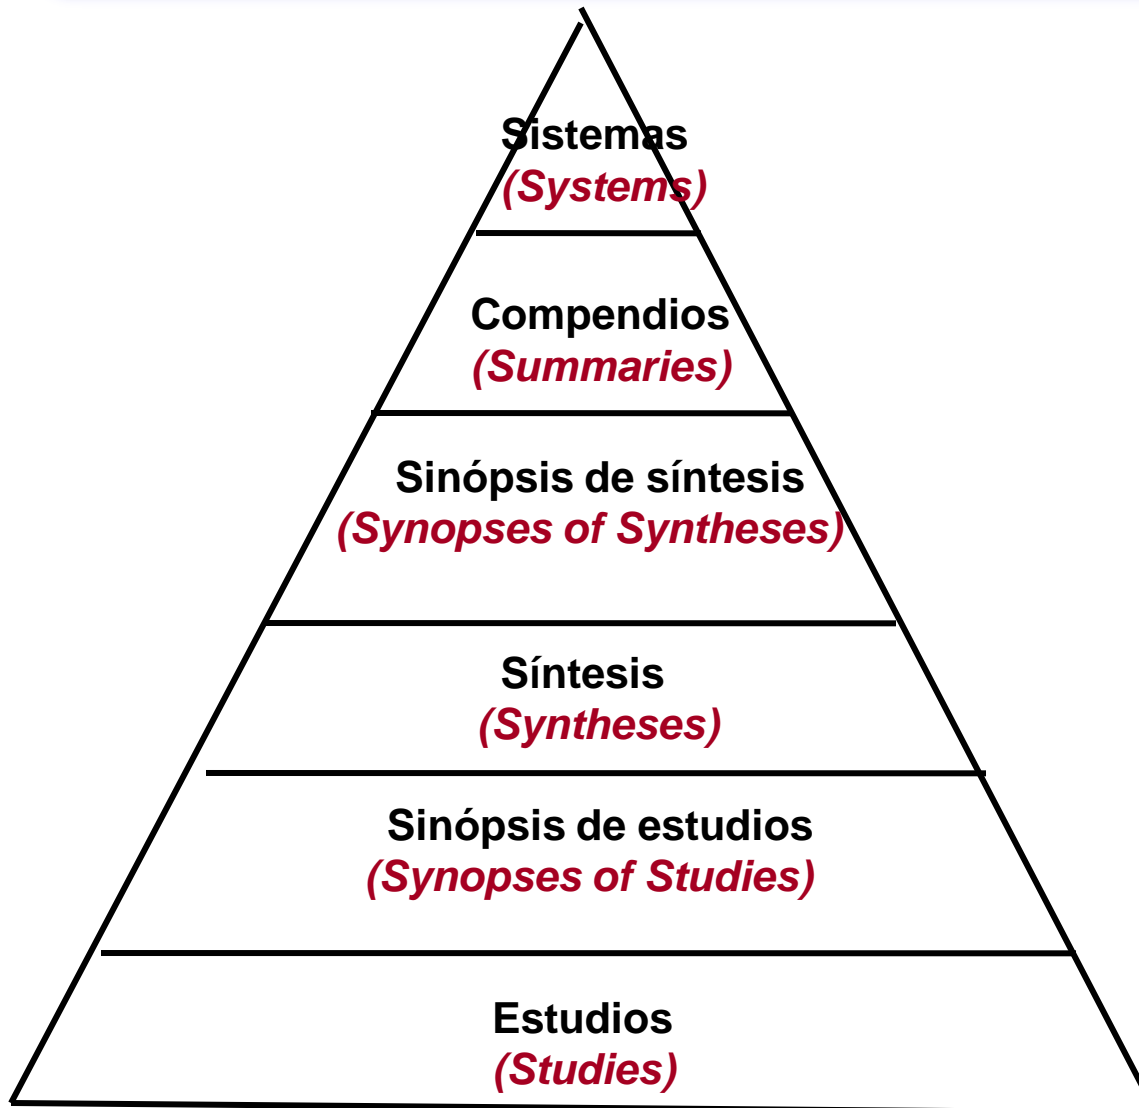 Sistemas
(Systems)
Compendios
(Summaries)
Sinópsis de síntesis
(Synopses of Syntheses)
Síntesis
(Syntheses)
Sinópsis de estudios
(Synopses of Studies)
Estudios
(Studies)